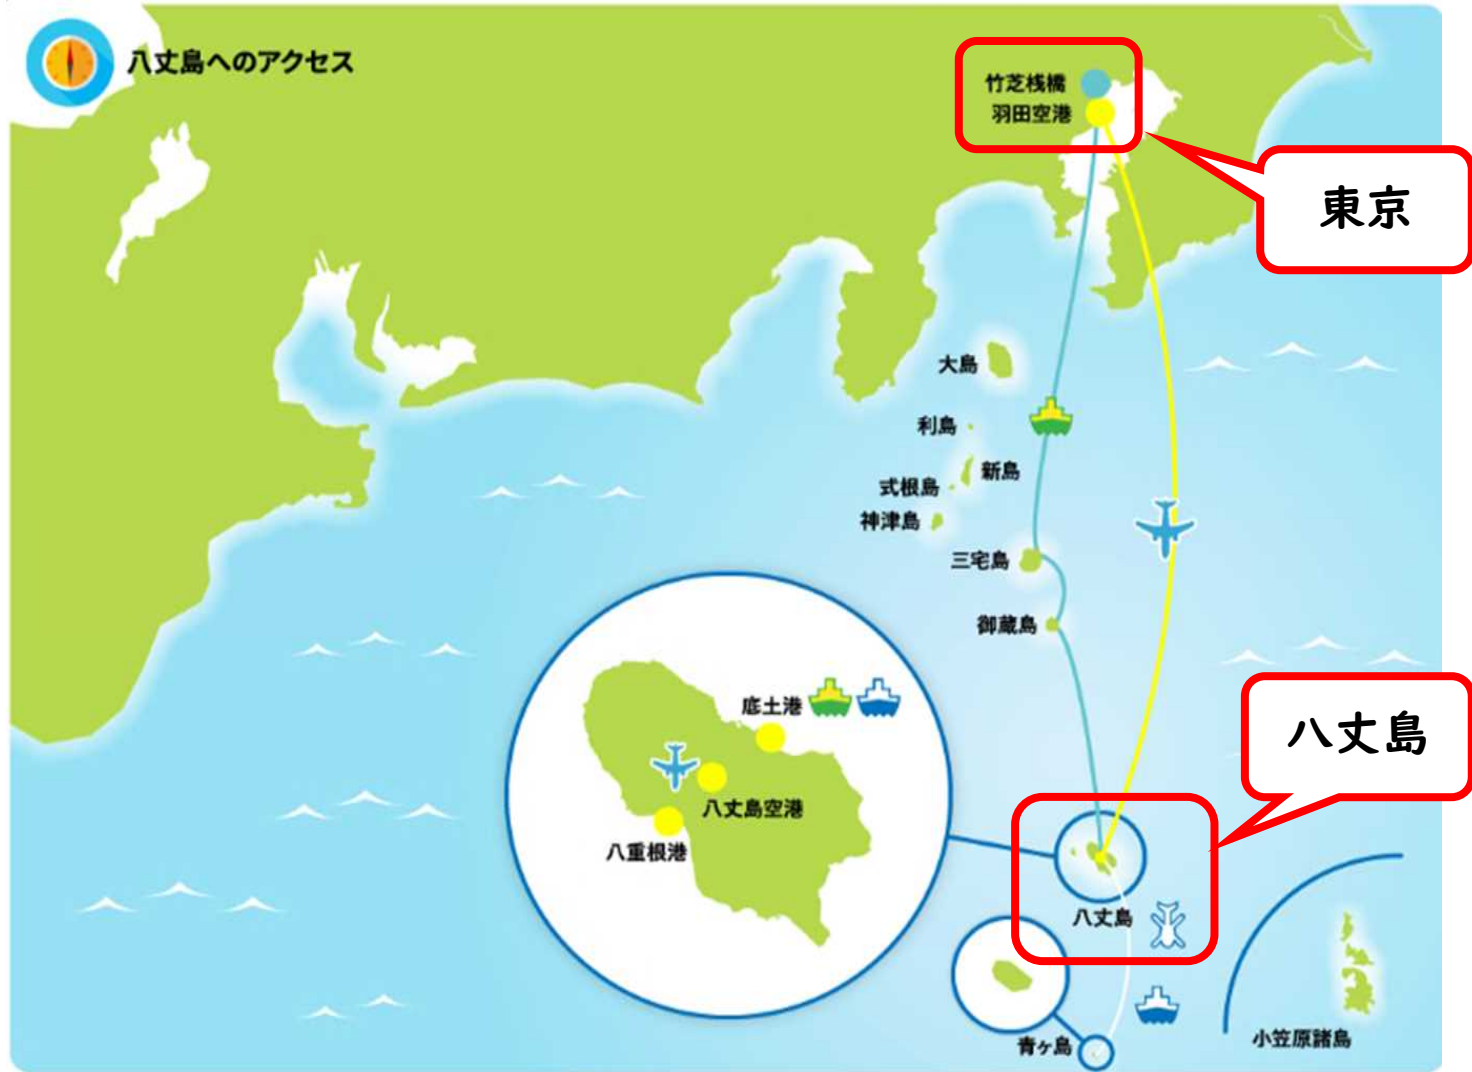 八丈島へのアクセス
竹芝桟橋
羽田空港
東京
大島
利島
新島
式根島
神津島
三宅島
御蔵島
底土港
八丈島空港
八重根港
八丈島
八丈島
青ヶ島
小笠原諸島